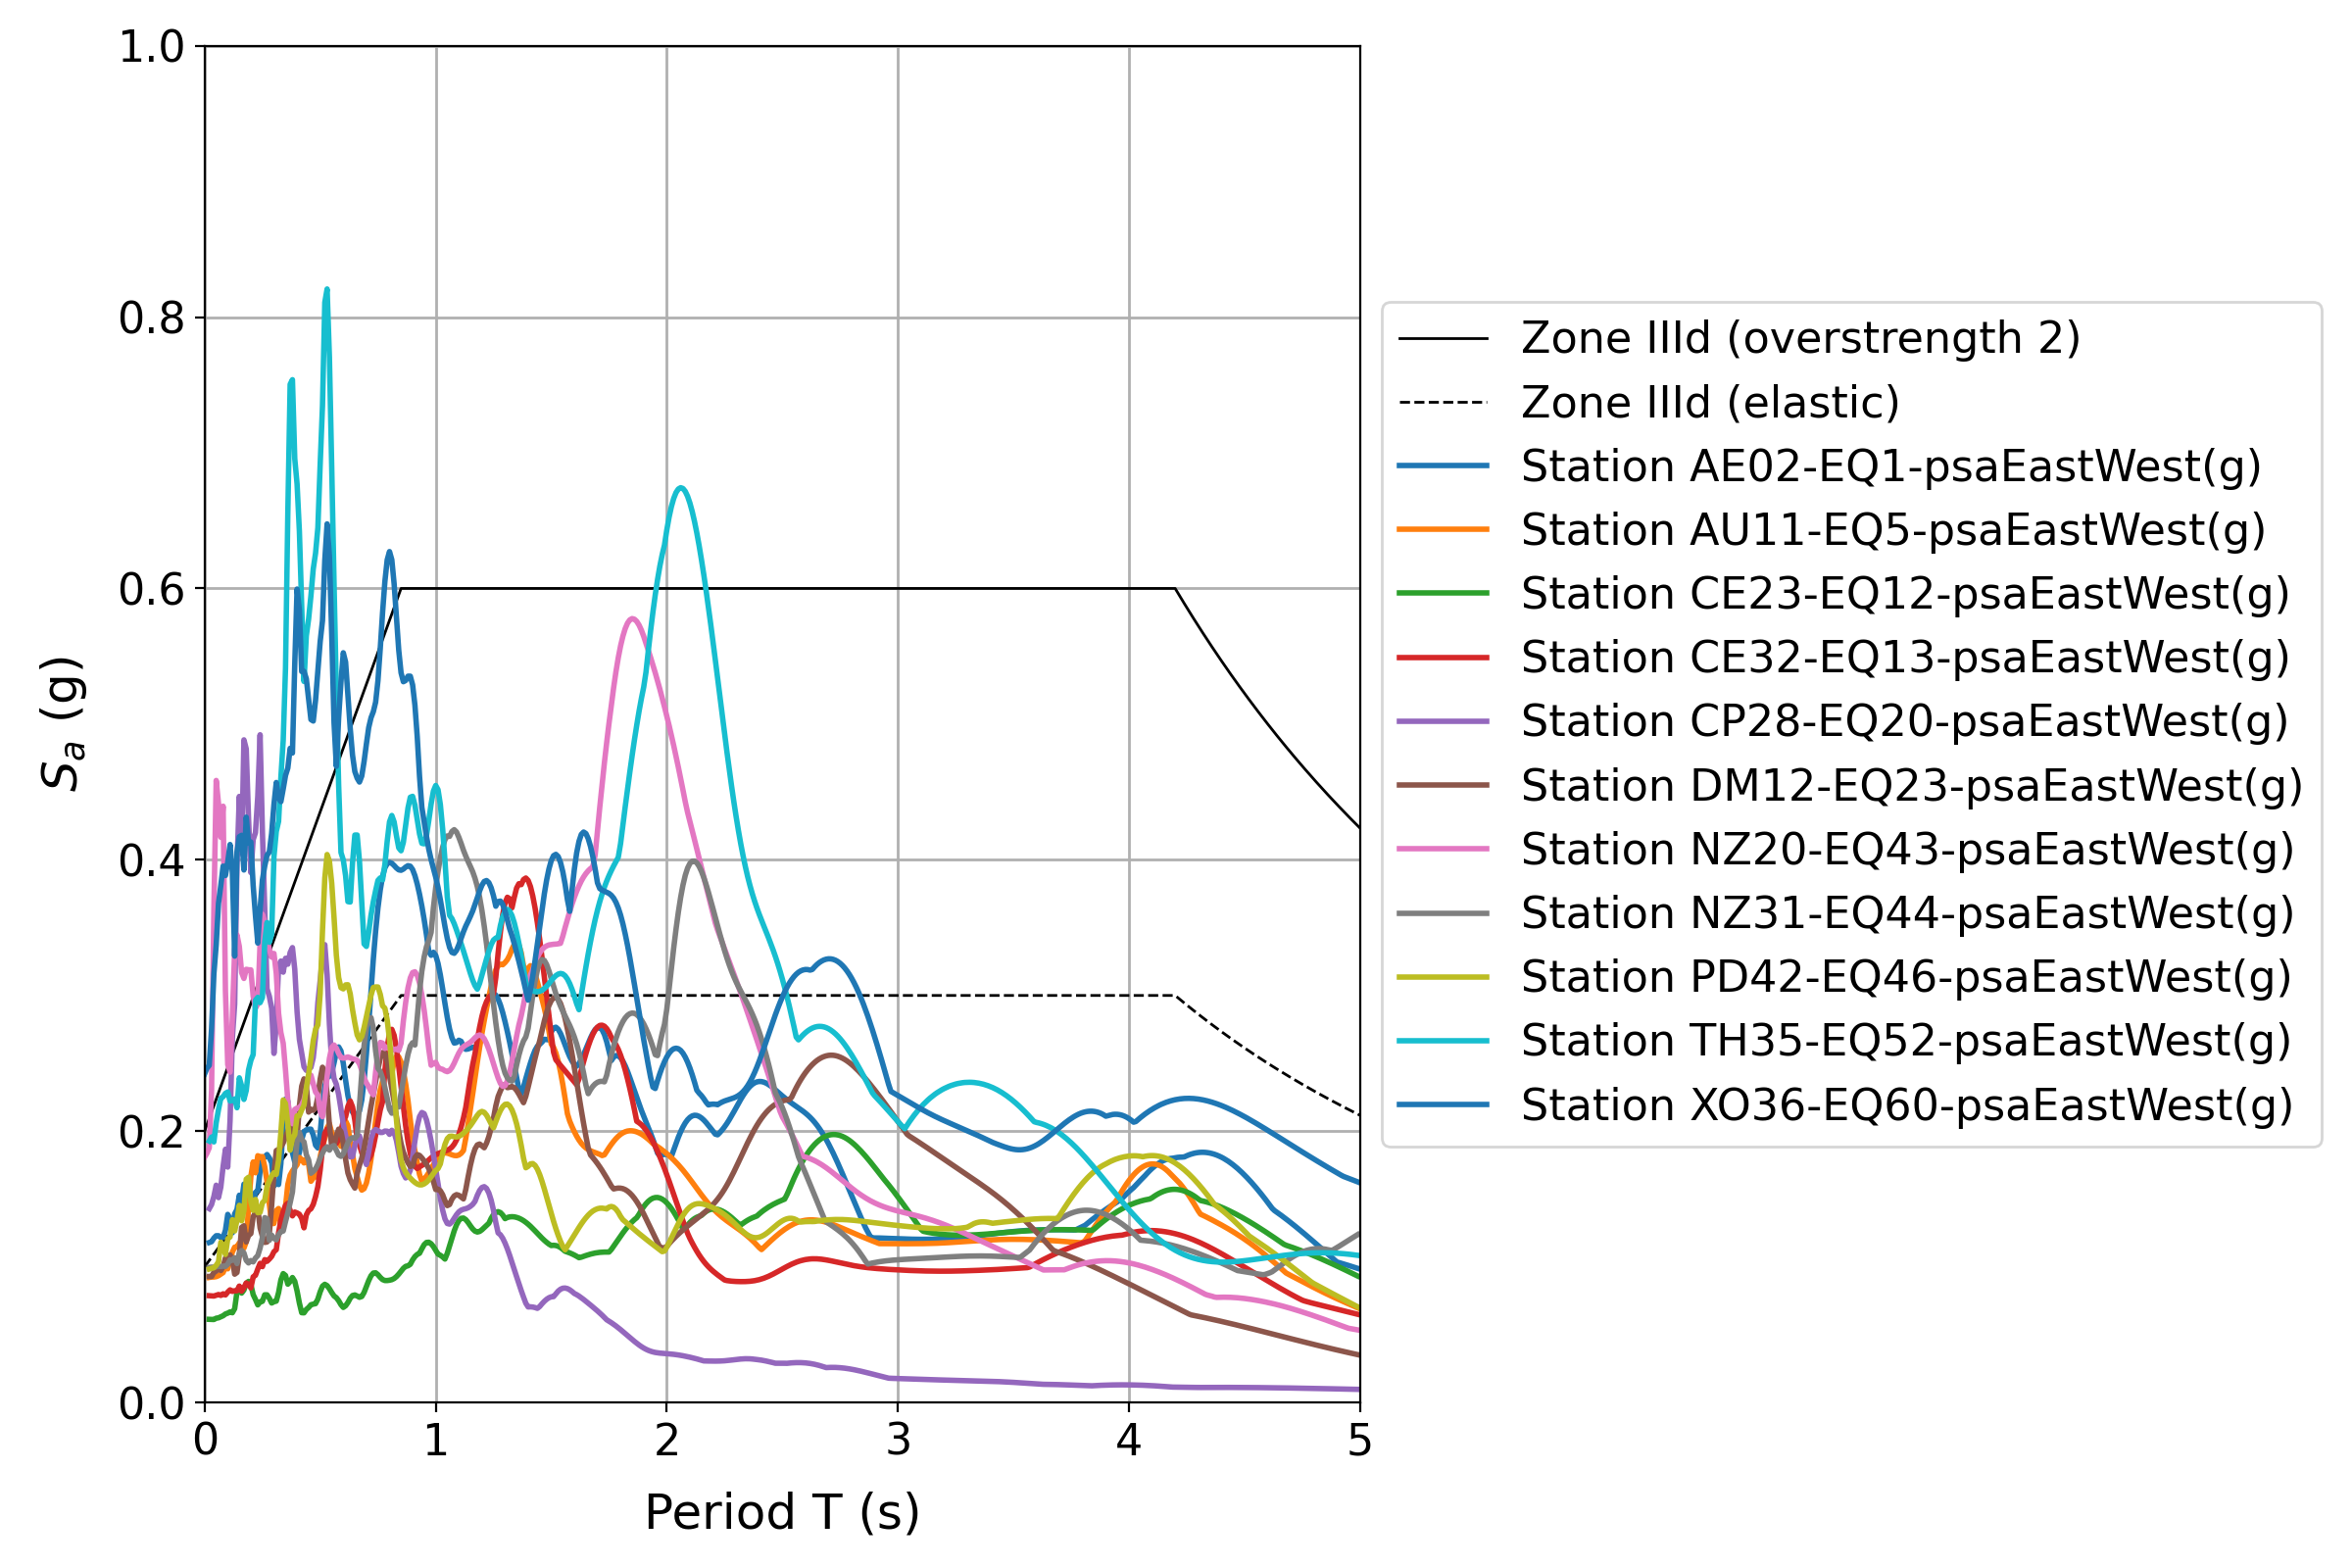 1.0
0.8
0.6
0.4
0.2
0.0
0
1
2
3
4
5
Sa (g)
Period T (s)
Zone IIId (overstrength 2)
Zone IIId (elastic)
Station AE02-EQ1-psaEastWest(g)
Station AU11-EQ5-psaEastWest(g)
Station CE23-EQ12-psaEastWest(g)
Station CE32-EQ13-psaEastWest(g)
Station CP28-EQ20-psaEastWest(g)
Station DM12-EQ23-psaEastWest(g)
Station NZ20-EQ43-psaEastWest(g)
Station NZ31-EQ44-psaEastWest(g)
Station PD42-EQ46-psaEastWest(g)
Station TH35-EQ52-psaEastWest(g)
Station XO36-EQ60-psaEastWest(g)